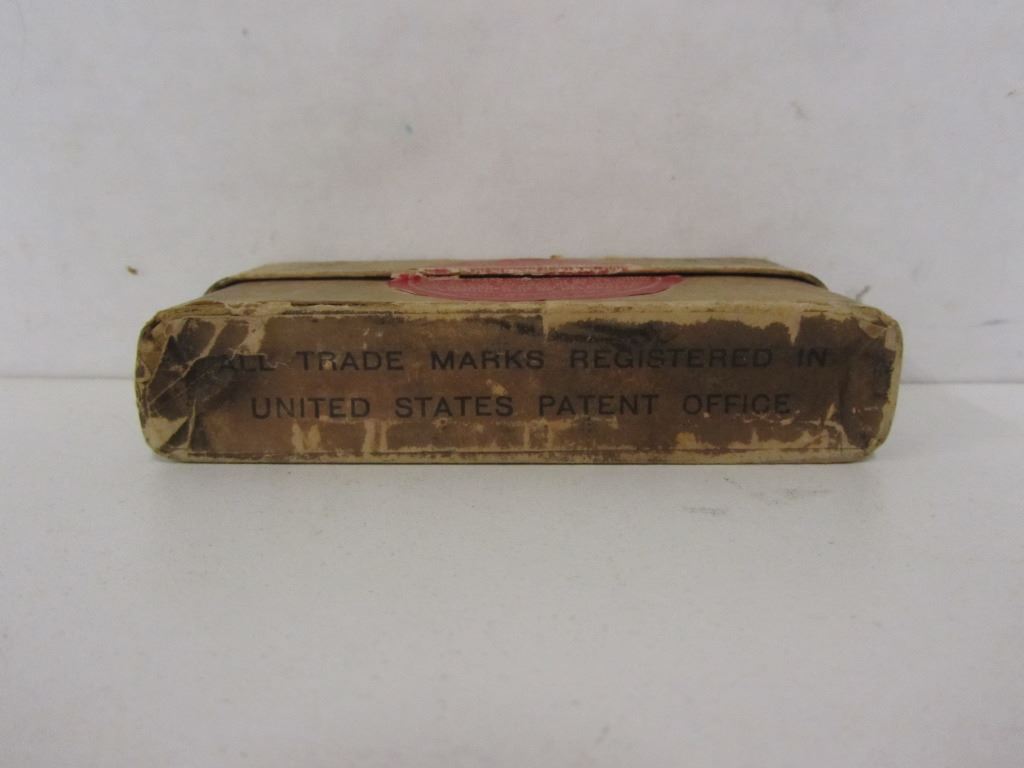 ALL TRADE MARKS REGISTERED IN
UNITED STATES PATENT OFFICE